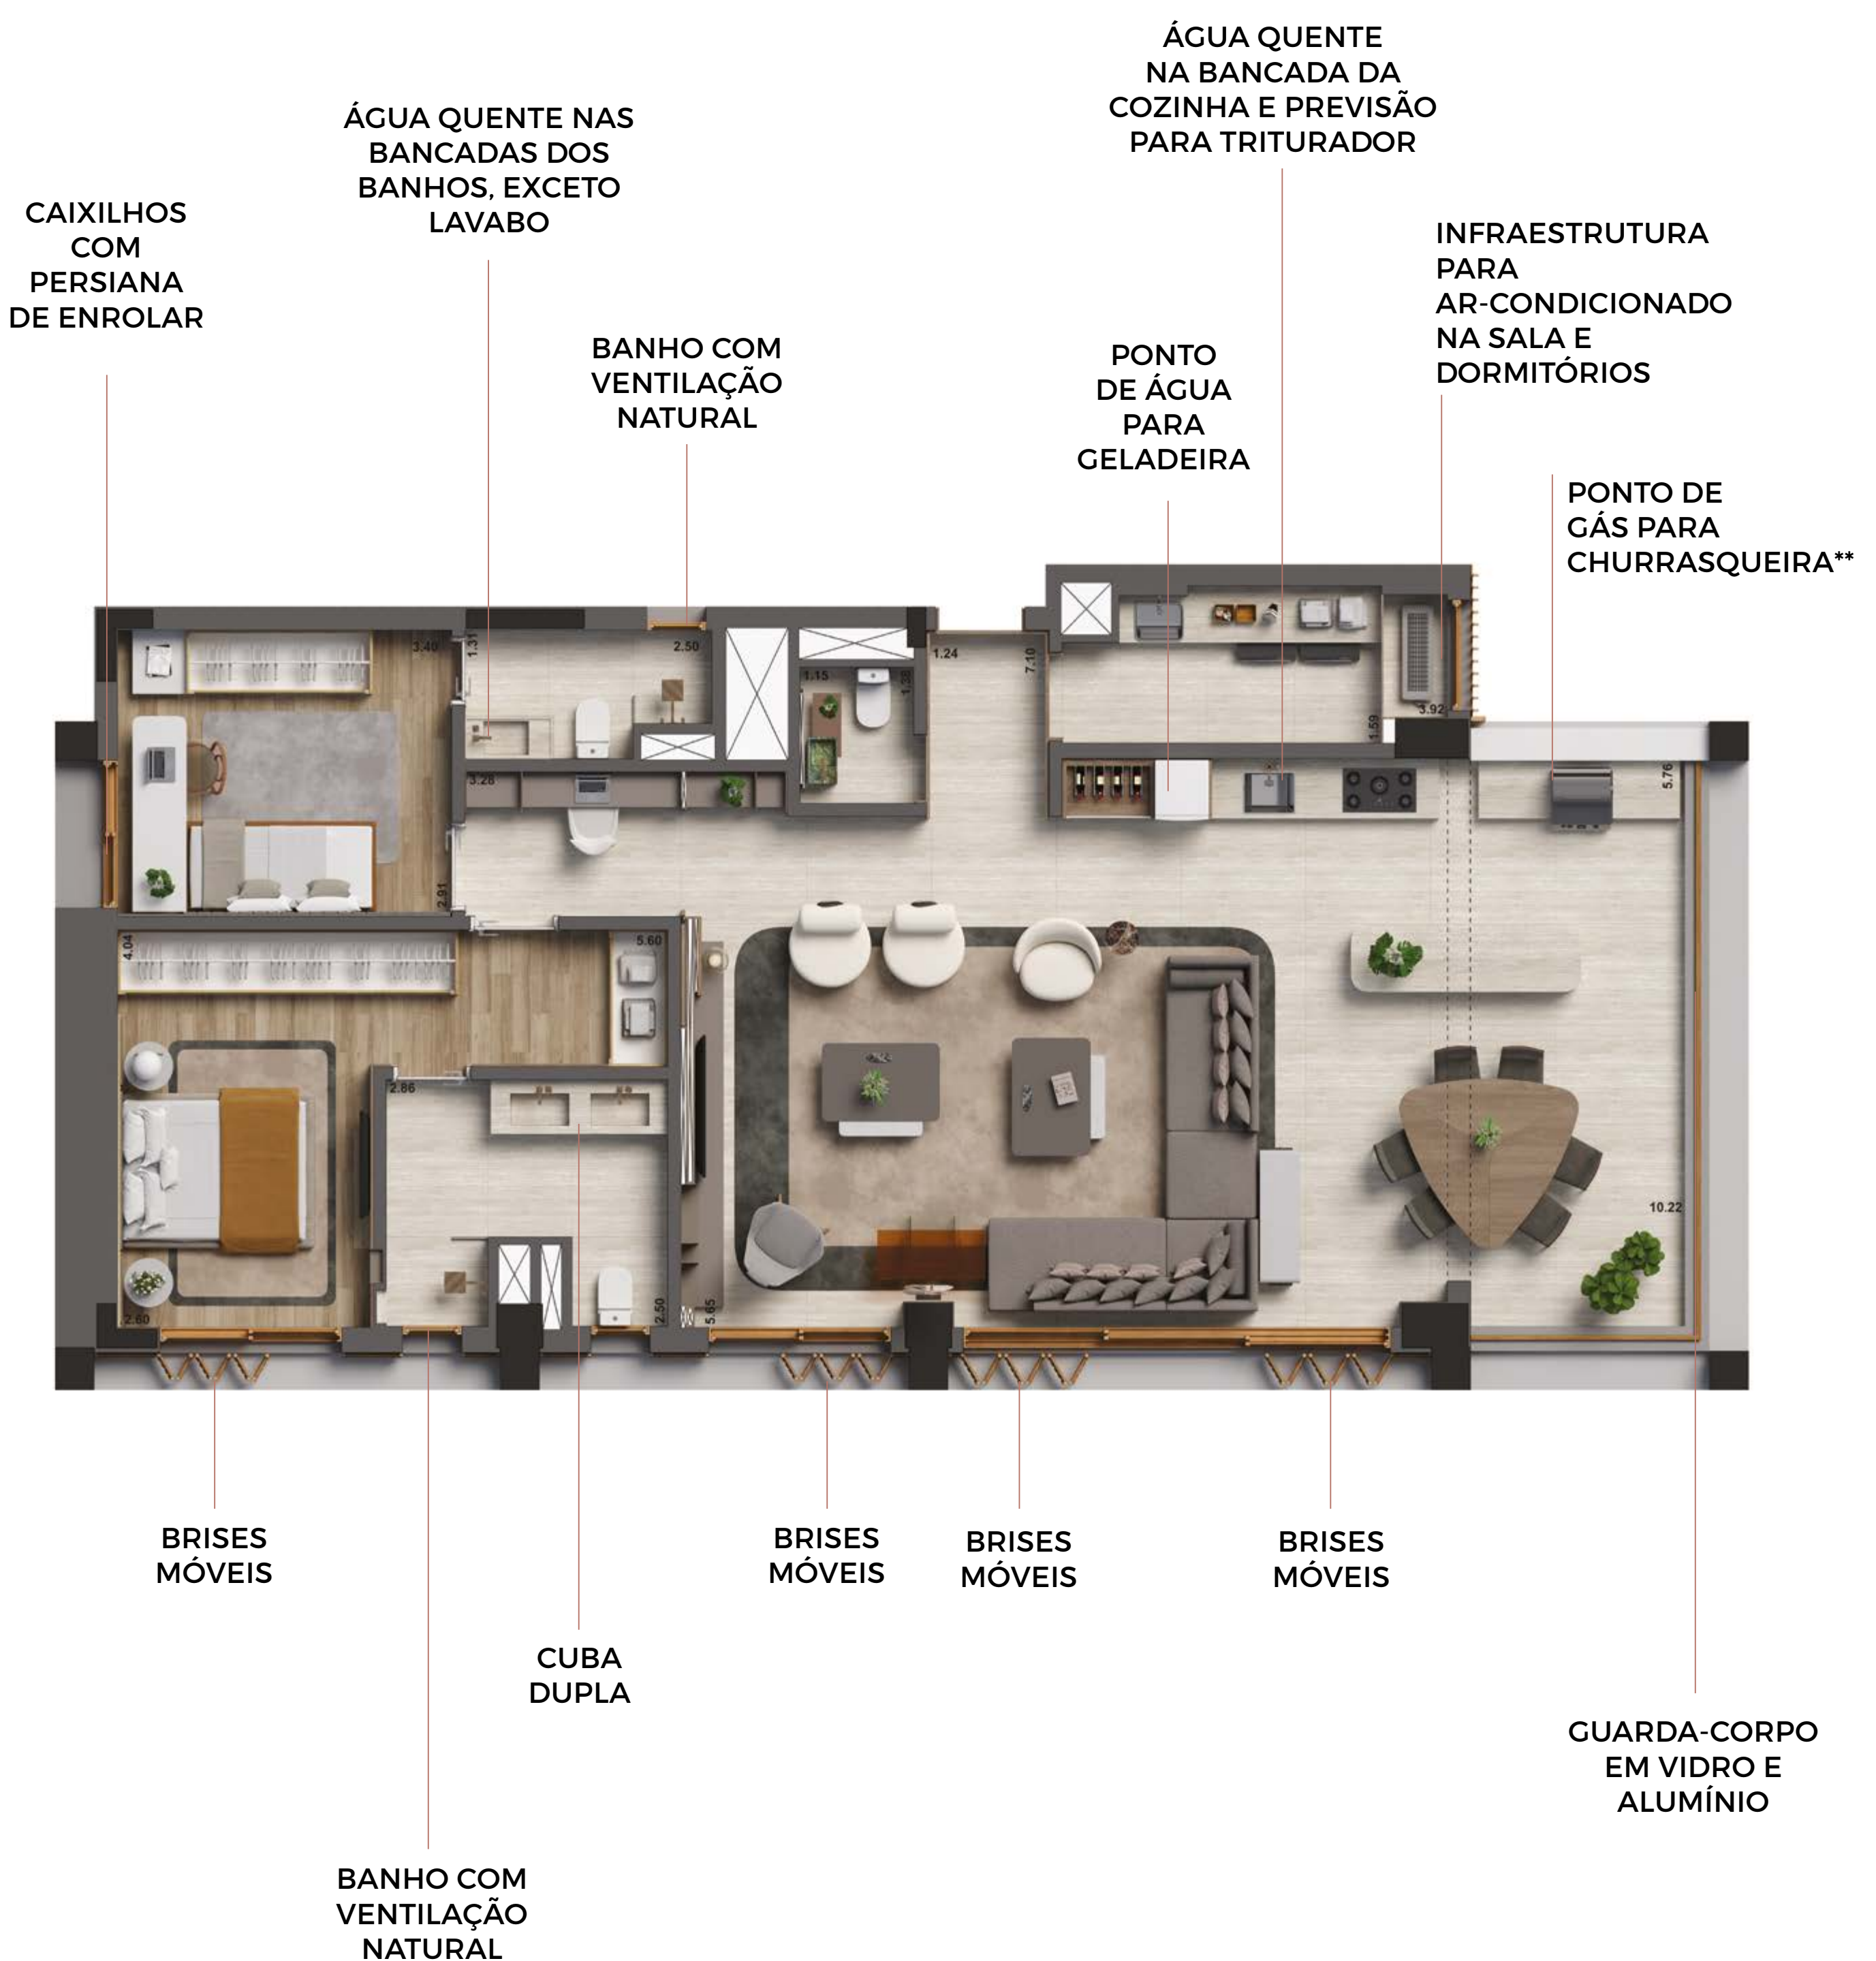 ÁGUA QUENTE
NA BANCADA DA
COZINHA E PREVISÃO
PARA TRITURADOR
ÁGUA QUENTE NAS
BANCADAS DOS
BANHOS, EXCETO
LAVABO
CAIXILHOS
COM
PERSIANA
DE ENROLAR
INFRAESTRUTURA
PARA
AR-CONDICIONADO
NA SALA E
DORMITÓRIOS
BANHO COM
VENTILAÇÃO
NATURAL
PONTO
DE ÁGUA
PARA
GELADEIRA
PONTO DE
GÁS PARA
CHURRASQUEIRA**
3.40
1.31
2.50
1.24
7.10
1.15
1.38
3.92
1.59
3.28
5.76
2.91
4.04
5.60
2.86
10.22
2.60
2.50
5.65
BRISES
MÓVEIS
BRISES
MÓVEIS
BRISES
MÓVEIS
BRISES
MÓVEIS
CUBA
DUPLA
GUARDA-CORPO
EM VIDRO E
ALUMÍNIO
BANHO COM
VENTILAÇÃO
NATURAL